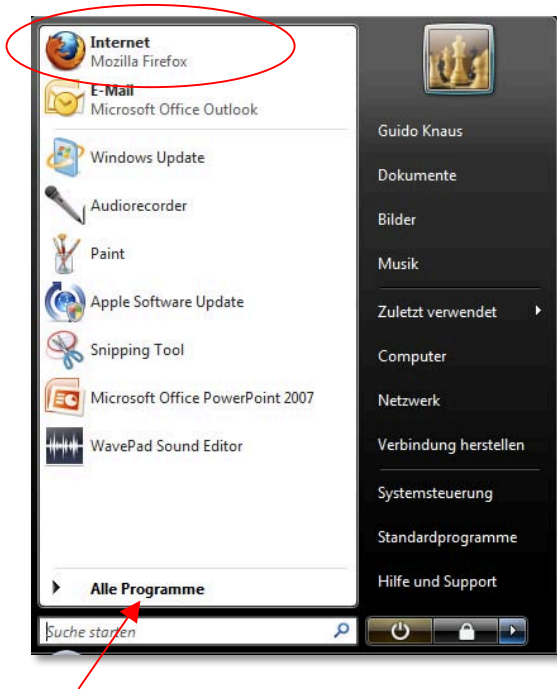 Internet
Mozilla Firefox
E-Mail
Microsoft Office Outlook
Windows Update
Audiorecorder
Paint
Apple Software Update
Snipping Tool
Microsoft Office PowerPoint 2007
WavePad Sound Editor
Alle Programme
Suche starten
Guido Knaus
Dokumente
Bilder
Musik
Zuletzt verwendet
Computer
Netzwerk
Verbindung herstellen
Systemsteuerung
Standardprogramme
Hilfe und Support